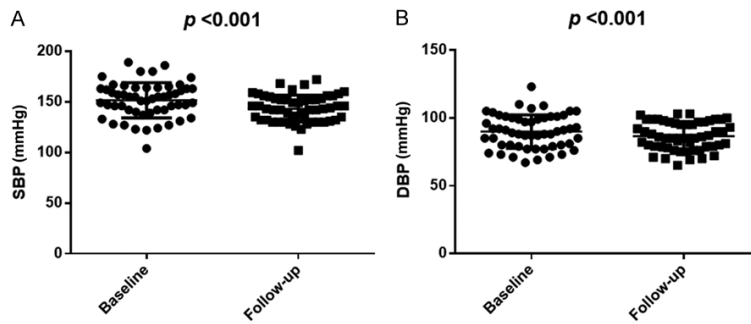 A
p <0.001
SBP (mmHg)
200
150
100
50
0
Baseline
Follow-up
B
p <0.001
DBP (mmHg)
150
100
50
0
Baseline
Follow-up